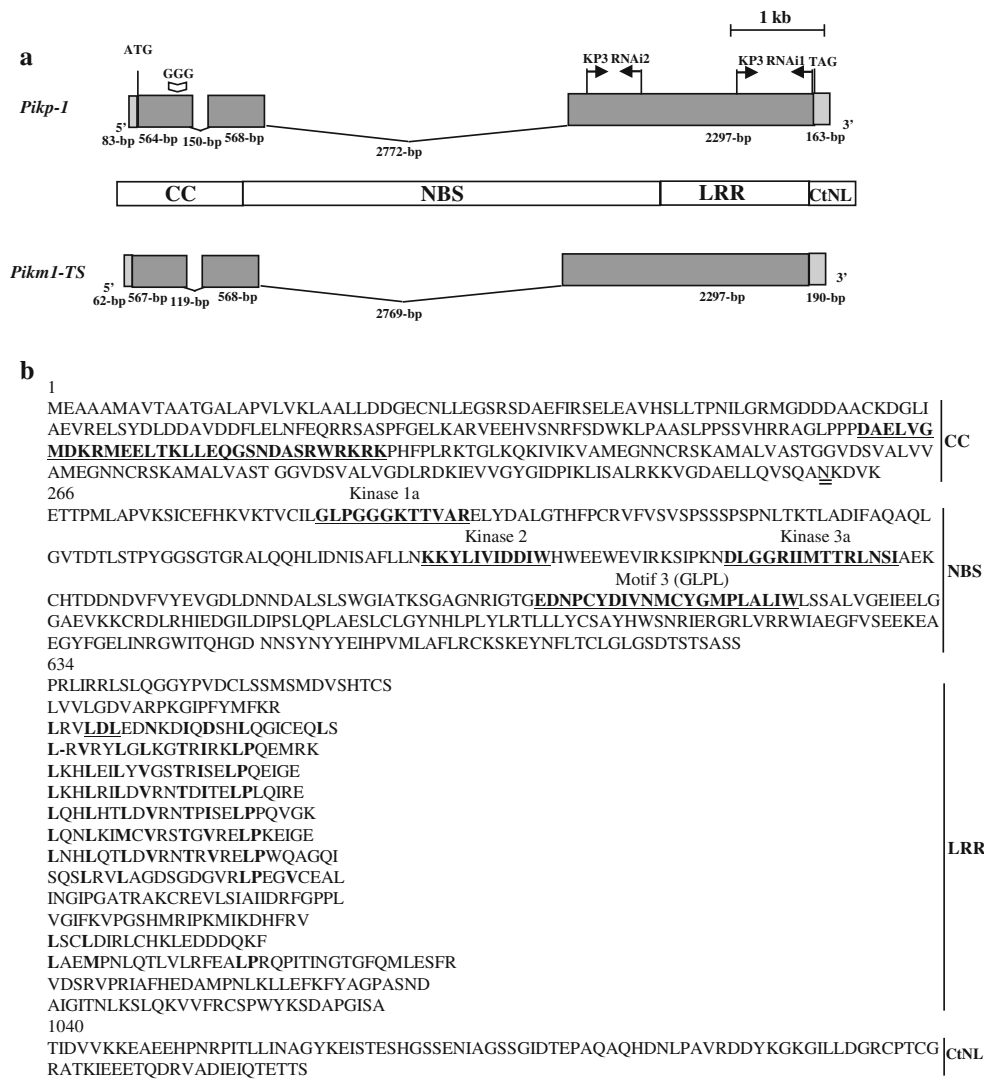 a
1 kb
ATG
GGG
KP3 RNAi2
KP3 RNAi1 TAG
Pikp-1
5’
3’
83-bp 564-bp 150-bp 568-bp
2772-bp
2297-bp 163-bp
CC NBS LRR CtNL
Pikm1-TS
5’
3’
62-bp 567-bp 119-bp 568-bp
2769-bp
2297-bp 190-bp
b
1
MEAAAMAVTAATGALAPVLVKLAALLDDGECNLLEGSRSDAEFIRSELEAVHSLLTPNILGRMGDDDAACKDGLI
AEVRELSYDLDDAVDDFLELNFEQRRSASPFGELKARVEEHVSNRFSDWKLPAASLPPSSVHRRAGLPPPDAELVG
MDKRMEELTKLLEQGSNDASRWRKRKPHFPLRKTGLKQKIVIKVAMEGNNCRSKAMALVASTGGVDSVALVV
AMEGNNCRSKAMALVAST GGVDSVALVGDLRDKIEVVGYGIDPIKLISALRKKVGDAELLQVSQANKDVK
CC
266
Kinase 1a
ETTPMLAPVKSICEFHKVKTVCILGLPGGGKTTVARELYDALGTHFPCRVFVSVSPSSSPSPNLTKTLADIFAQAQL
Kinase 2 Kinase 3a
GVTDTLSTPYGGSGTGRALQQHLIDNISAFLLNKKYLIVIDDIWHWEEWEVIRKSIPKNDLGGRIIMTTRLNSIAEK
Motif 3 (GLPL)
CHTDDNDVFVYEVGDLDNNDALSLSWGIATKSGAGNRIGTGEDNPCYDIVNMCYGMPLALIWLSSALVGEIEELG
GAEVKKCRDLRHIEDGILDIPSLQPLAESLCLGYNHLPLYLRTLLLYCSAYHWSNRIERGRLVRRWIAEGFVSEEKEA
EGYFGELINRGWITQHGD NNSYNYYEIHPVMLAFLRCKSKEYNFLTCLGLGSDTSTSASS
NBS
634
PRLIRRLSLQGGYPVDCLSSMSMDVSHTCS
LVVLGDVARPKGIPFYMFKR
LRVLDLEDNKDIQDSHLQGICEQLS
L-RVRYLGLKGTRIRKLPQEMRK
LKHLEILYVGSTRISELPQEIGE
LKHLRILDVRNTDITELPLQIRE
LQHLHTLDVRNTPISELPPQVGK
LQNLKIMCVRSTGVRELPKEIGE
LNHLQTLDVRNTRVRELPWQAGQI
SQSLRVLAGDSGDGVRLPEGVCEAL
INGIPGATRAKCREVLSIAIIDRFGPPL
VGIFKVPGSHMRIPKMIKDHFRV
LSCLDIRLCHKLEDDDQKF
LAEMPNLQTLVLRFEALPRQPITINGTGFQMLESFR
VDSRVPRIAFHEDAMPNLKLLEFKFYAGPASND
AIGITNLKSLQKVVFRCSPWYKSDAPGISA
LRR
1040
TIDVVKKEAEEHPNRPITLLINAGYKEISTESHGSSENIAGSSGIDTEPAQAQHDNLPAVRDDYKGKGILLDGRCPTCG
RATKIEEETQDRVADIEIQTETTS
CtNL